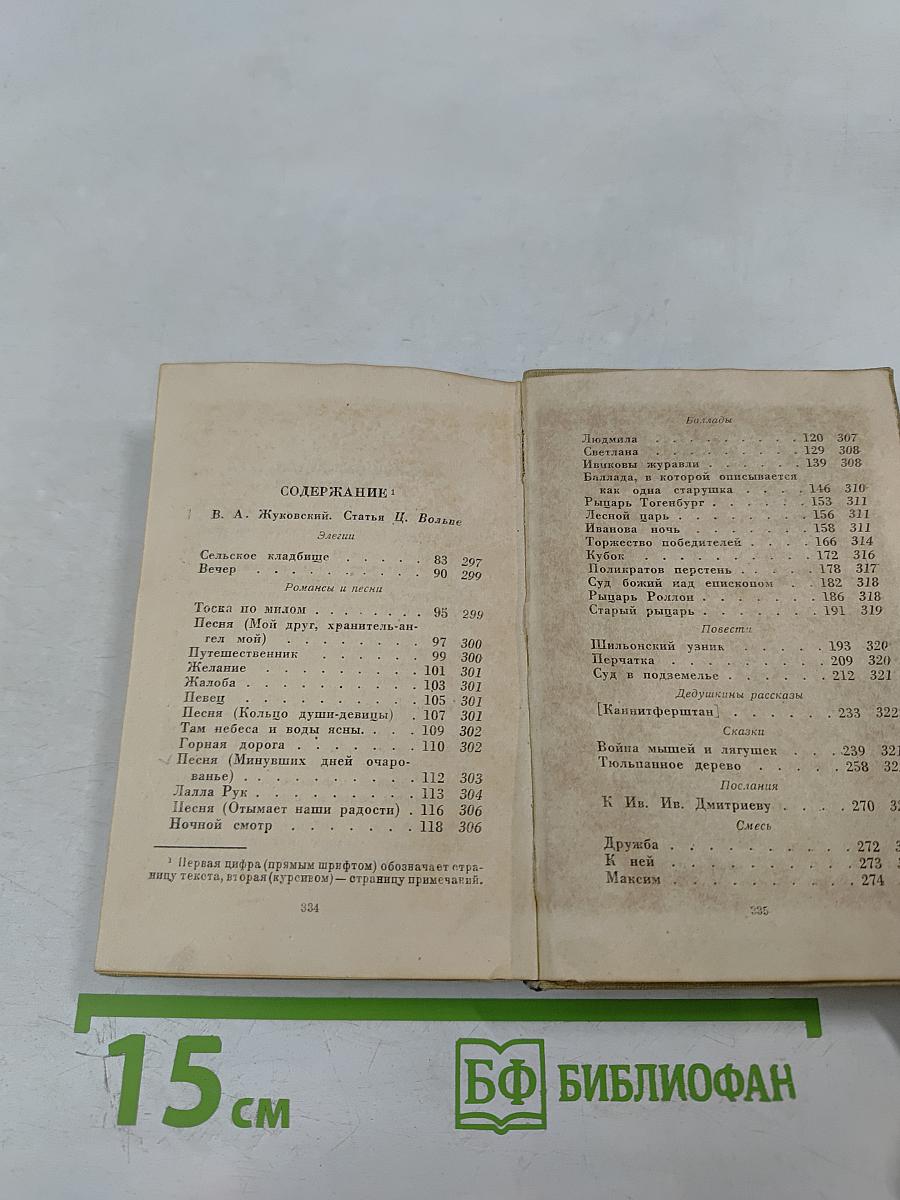 СОДЕРЖАНИЕ ¹
В. А. Жуковский. Статья Ц. Вольпе
Элегии
Сельское кладбище . . . . . 83 297
Вечер . . . . . . . . . . 90 299
Романсы и песни
Тоска по милом . . . . . . . . 95 299
Песня (Мой друг, хранитель-ан-
гел мой) . . . . . . . . 97 300
Путешественник . . . . . . 99 300
Желание . . . . . . . . . 101 301
Жалоба . . . . . . . . . . 103 301
Певец . . . . . . . . . . 105 301
Песня (Кольцо души-девицы) . 107 301
Там небеса и воды ясны. . . . 109 302
Горная дорога . . . . . . . 110 302
Песня (Минувших дней очаро-
ванье) . . . . . . . . . . 112 303
Лалла Рук . . . . . . . . . 113 304
Песня (Отымает наши радости) . 116 306
Ночной смотр . . . . . . . 118 306
¹ Первая цифра (прямым шрифтом) обозначает стра-
ницу текста, вторая (курсивом) — страницу примечаний.
334
Баллады
Людмила . . . . . . . . . 120 307
Светлана . . . . . . . . . 129 308
Ивиковы журавли . . . . . . 139 308
Баллада, в которой описывается
как одна старушка . . . . 146 310
Рыцарь Тогенбург . . . . . . 153 311
Лесной царь . . . . . . . . 156 311
Иванова ночь . . . . . . . 158 311
Торжество победителей . . . . 166 314
Кубок . . . . . . . . . . 172 316
Поликратов перстень . . . . . 178 317
Суд божий над епископом . . 182 318
Рыцарь Роллон . . . . . . . 186 318
Старый рыцарь . . . . . . . 191 319
Повести
Шильонский узник . . . . . 193 320
Перчатка . . . . . . . . . 209 320
Суд в подземелье . . . . . . 212 321
Дедушкины рассказы
[Каннитферштан] . . . . . . 233 322
Сказки
Война мышей и лягушек . . . 239
Тюльпанное дерево . . . . . 258
Послания
К Ив. Ив. Дмитриеву . . . . 270
Смесь
Дружба . . . . . . . . . . 272
К ней . . . . . . . . . . 273
Максим . . . . . . . . . . 274
335
15 см
БФ БИБЛИОФАН